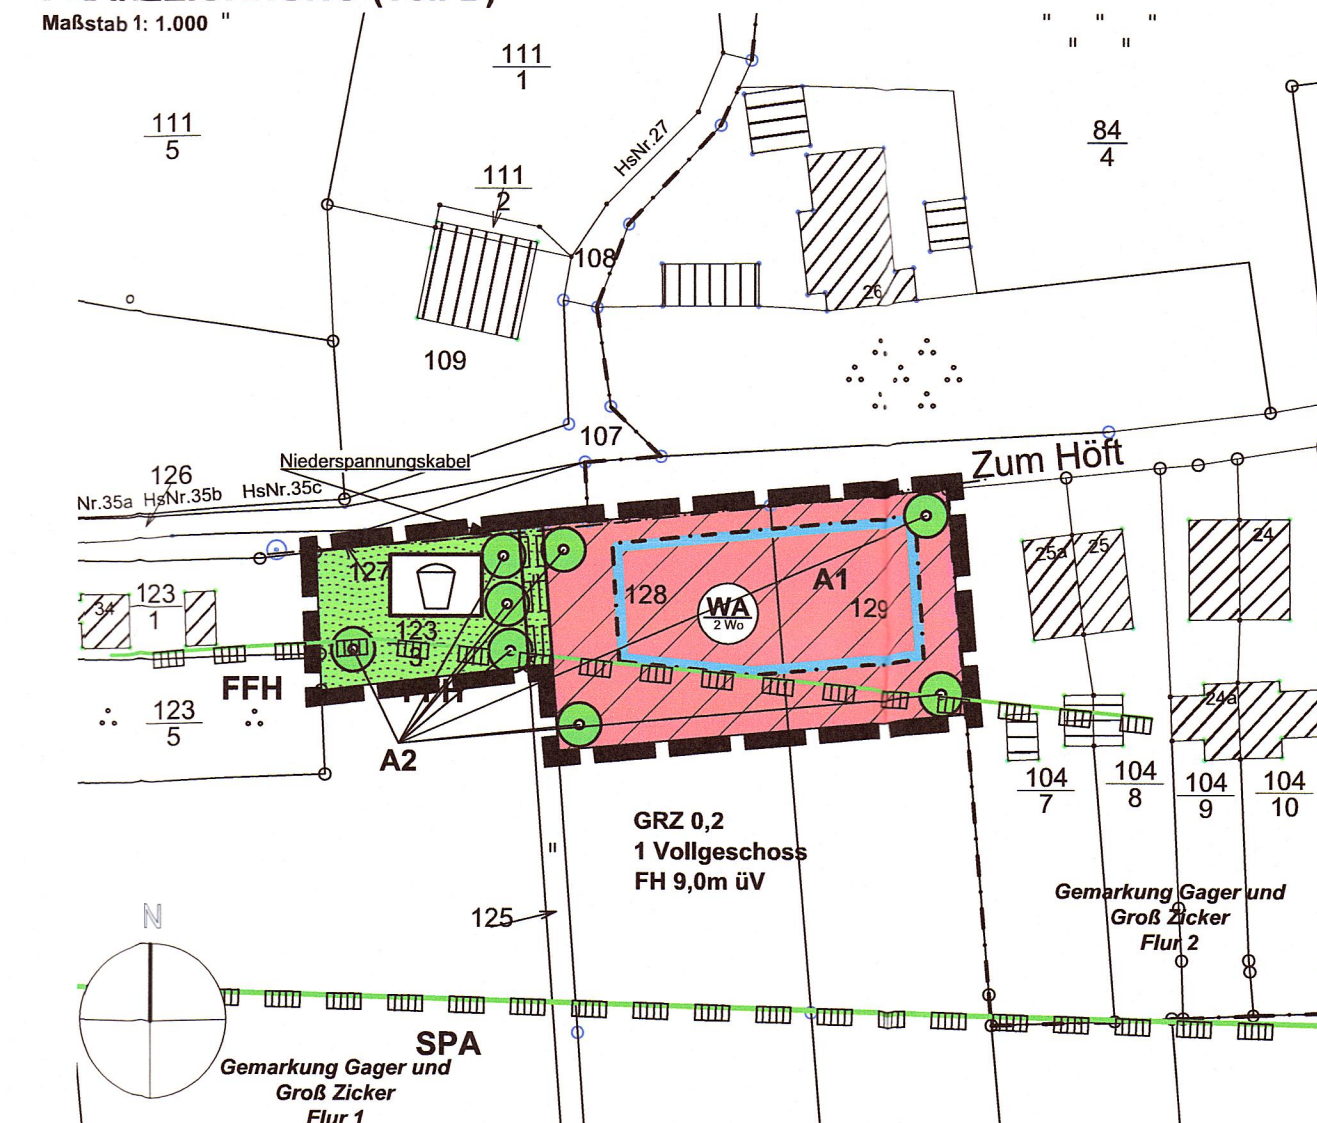 Maßstab 1: 1.000
111
1
111
5
84
4
HsNr.27
111
2
108
26
109
107
Zum Höft
Niederspannungskabel
126
Nr.35a HsNr.35b HsNr.35c
127
25a 25
24
34
123
1
128
A1
129
WA
2 Wo
123
3
FFH
FFH
24a
123
5
A2
104
7
104
8
104
9
104
10
GRZ 0,2
1 Vollgeschoss
FH 9,0m üV
Gemarkung Gager und
Groß Zicker
Flur 2
125
N
SPA
Gemarkung Gager und
Groß Zicker
Flur 1